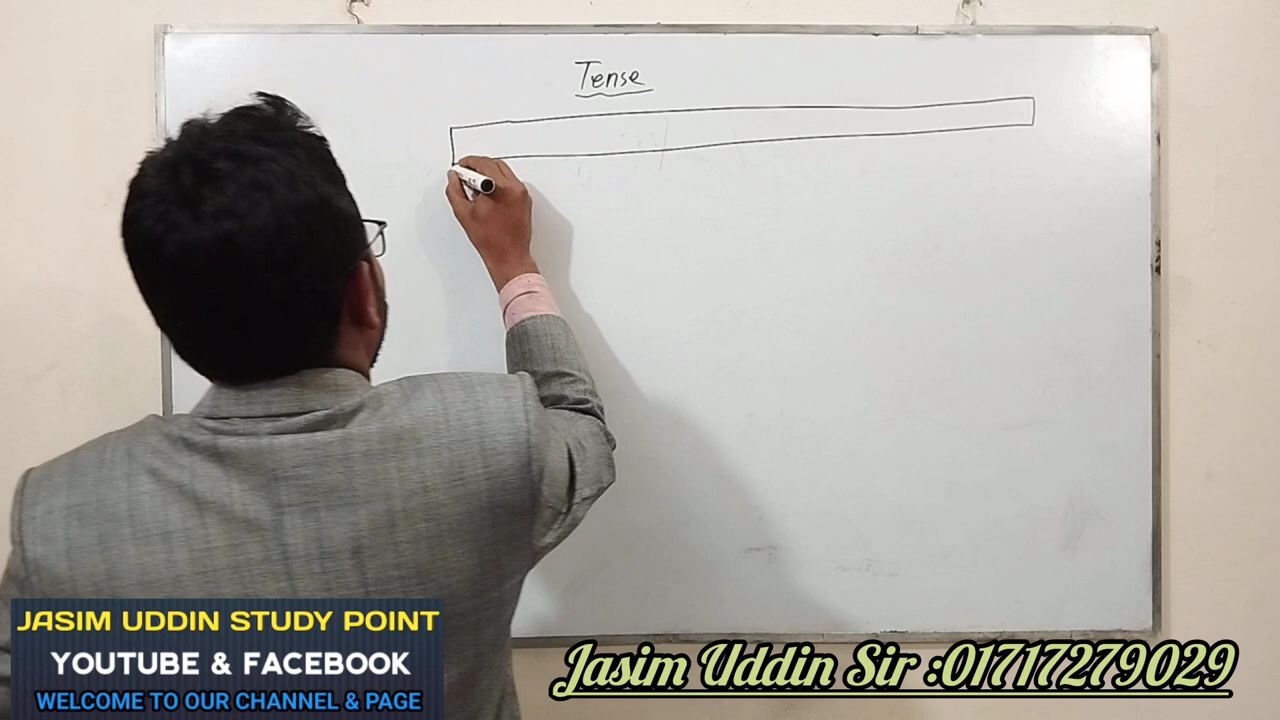 Tense
JASIM UDDIN STUDY POINT
YOUTUBE & FACEBOOK
WELCOME TO OUR CHANNEL & PAGE
Jasim Uddin Sir :01717279029